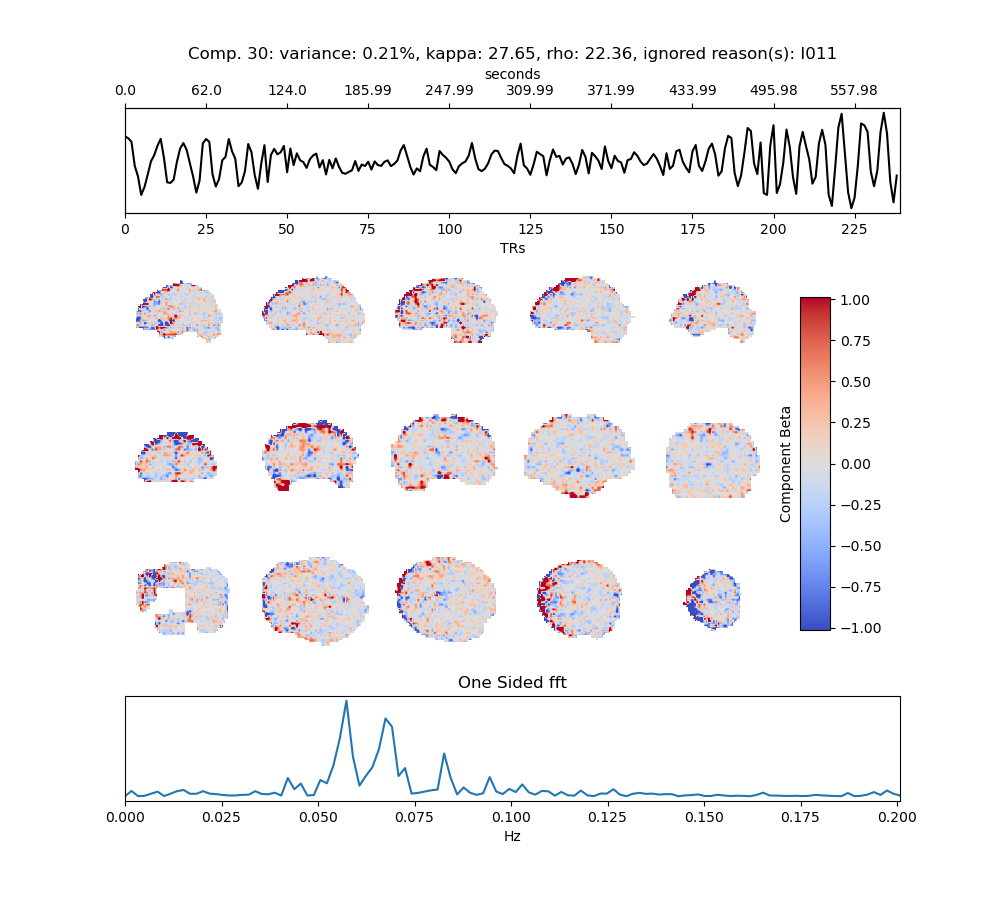 Comp. 30: variance: 0.21%, kappa: 27.65, rho: 22.36, ignored reason(s): I011
seconds
0.0 62.0 124.0 185.99 247.99 309.99 371.99 433.99 495.98 557.98
0 25 50 75 100 125 150 175 200 225
TRs
1.00
0.75
0.50
0.25
0.00
−0.25
−0.50
−0.75
−1.00
Component Beta
One Sided fft
0.000 0.025 0.050 0.075 0.100 0.125 0.150 0.175 0.200
Hz